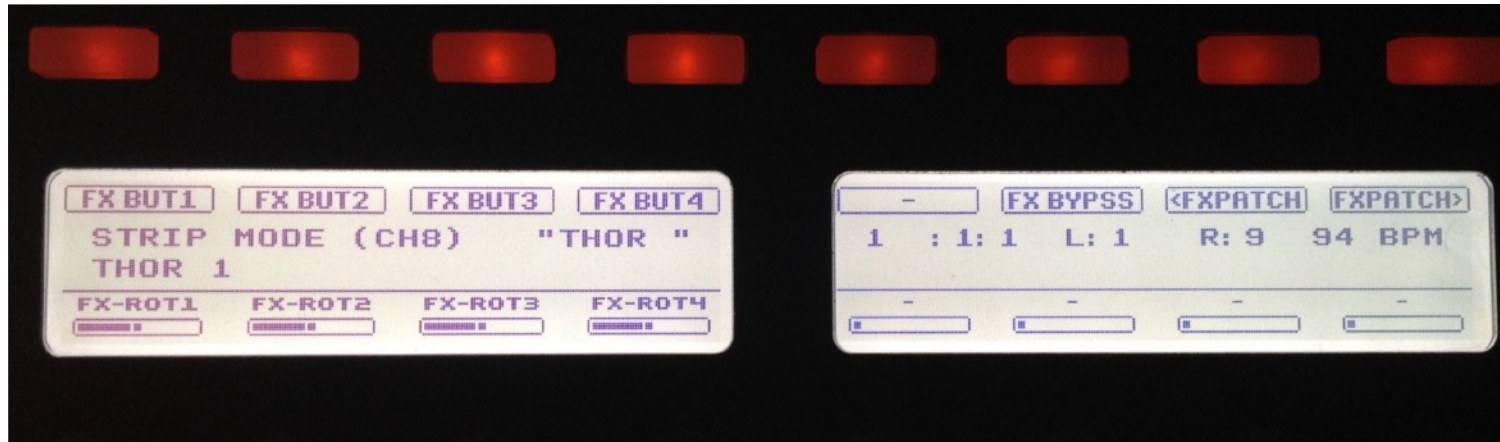 FX BUT1 FX BUT2 FX BUT3 FX BUT4
STRIP MODE (CH8) "THOR "
THOR 1
FX-ROT1 FX-ROT2 FX-ROT3 FX-ROT4
- FX BYPSS <FXPATCH FXPATCH>
1 : 1: 1 L: 1 R: 9 94 BPM
- - - -